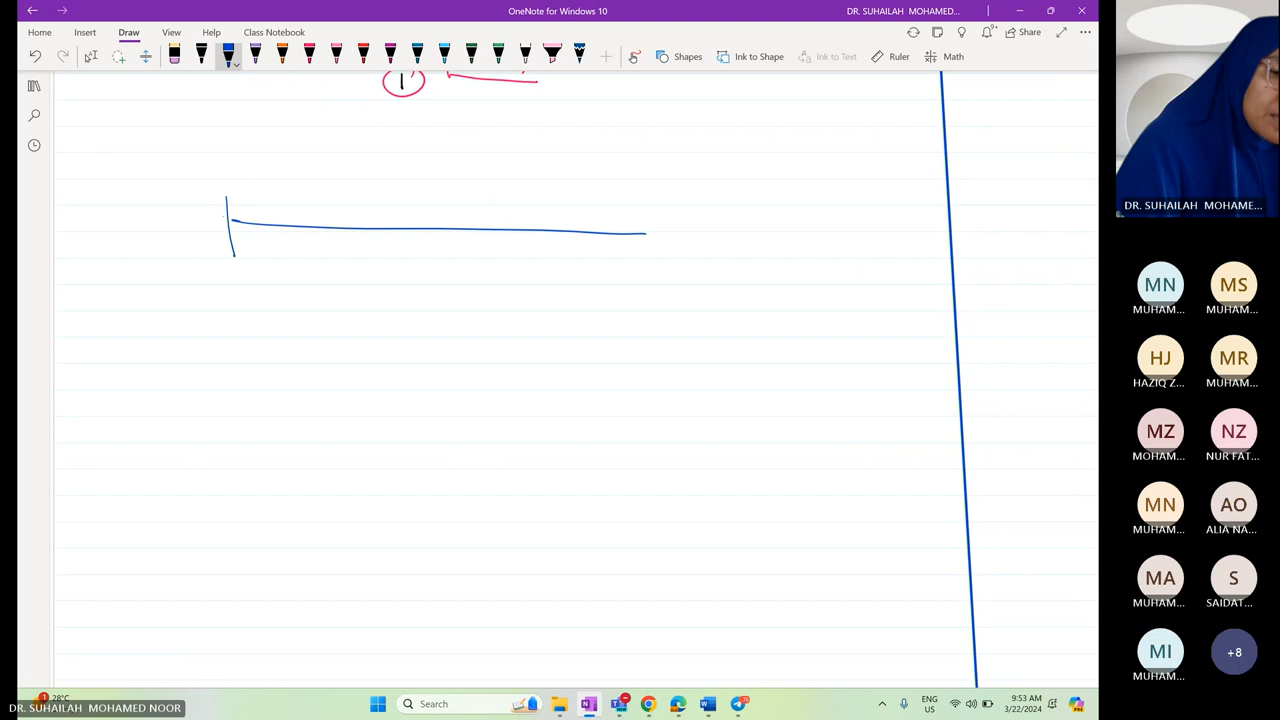 OneNote for Windows 10
DR. SUHAILAH MOHAMED...
Home Insert Draw View Help Class Notebook
Share
Shapes Ink to Shape Ink to Text Ruler Math
1
DR. SUHAILAH MOHAME...
MN MS
MUHAM... MUHAM...
HJ MR
HAZIQ Z... MUHAM...
MZ NZ
MOHAM... NUR FAT...
MN AO
MUHAM... ALIA NA...
MA S
MUHAM... SAIDAT...
MI +8
MUHAM...
28°C
DR. SUHAILAH MOHAMED NOOR
Search
ENG
US
9:53 AM
3/22/2024